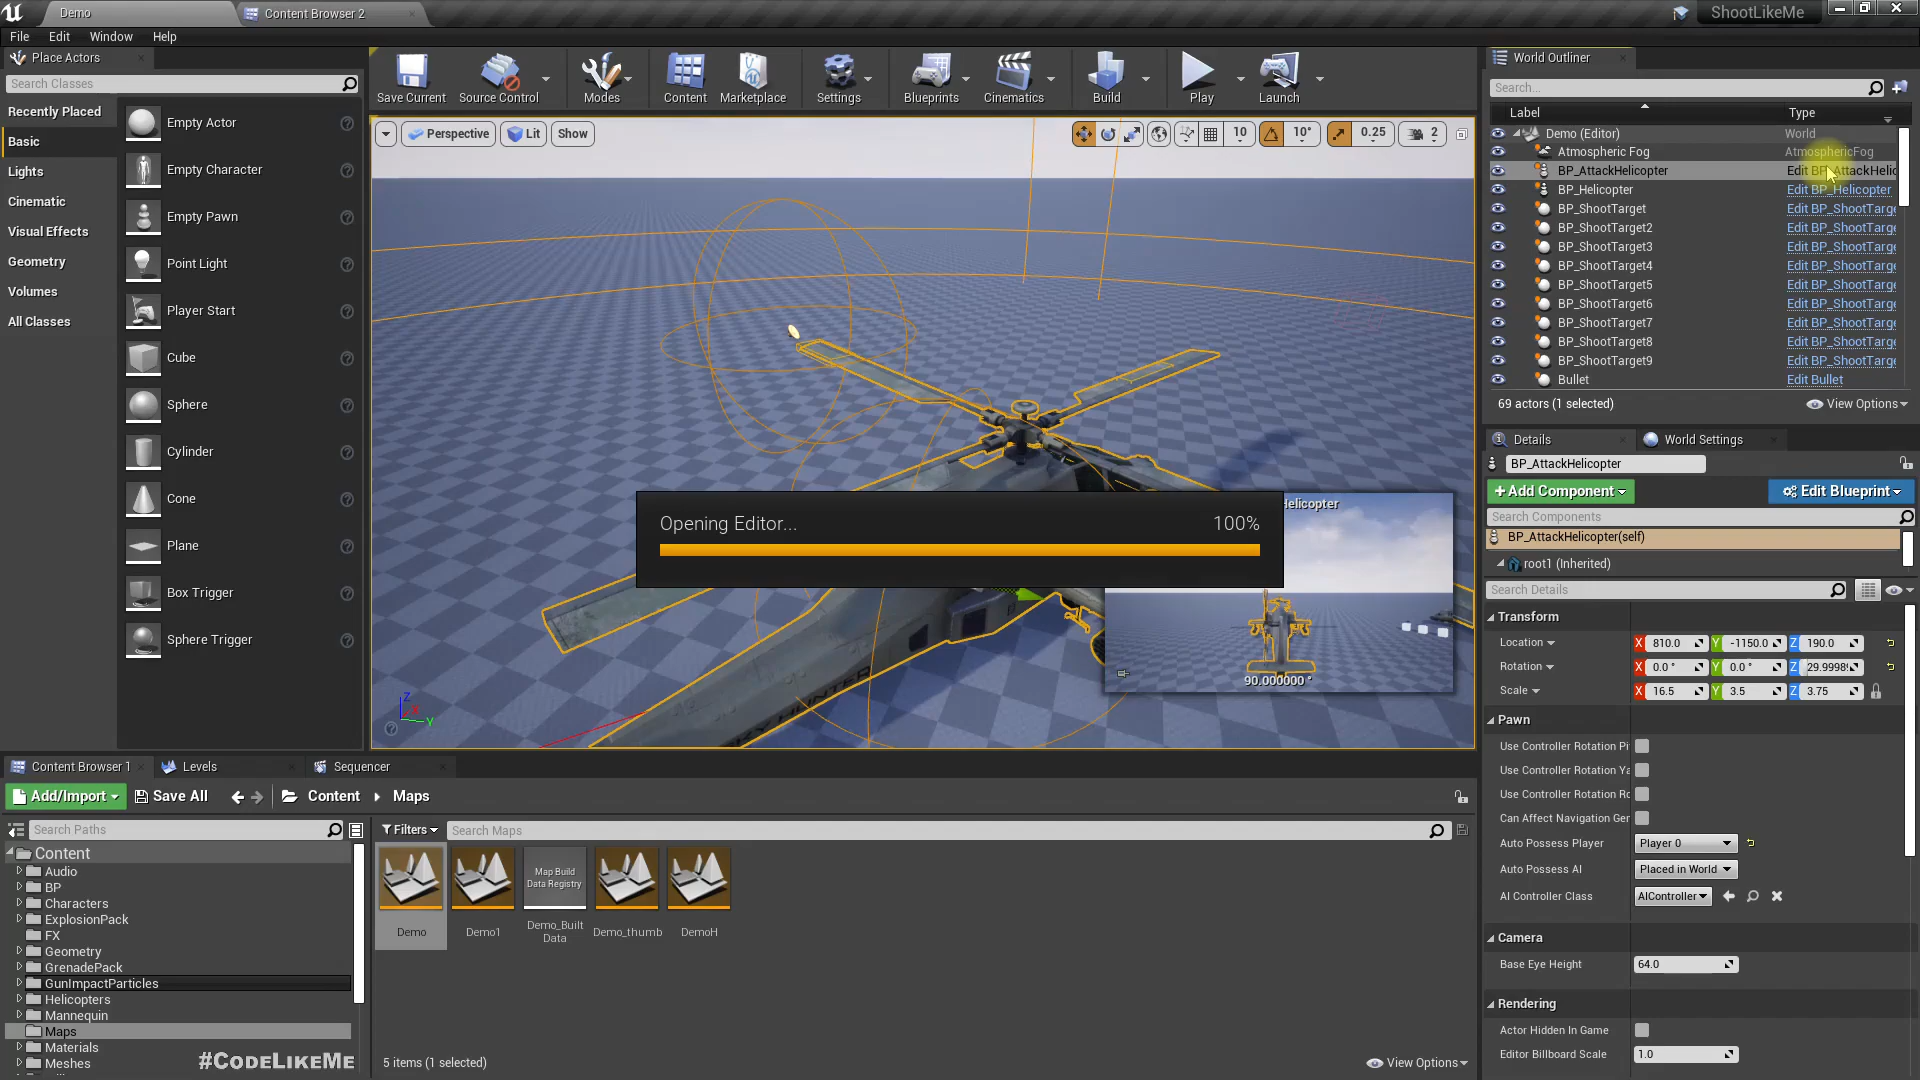 Demo
Content Browser 2
ShootLikeMe
File
Edit
Window
Help
Place Actors
Search Classes
Recently Placed
Basic
Lights
Cinematic
Visual Effects
Geometry
Volumes
All Classes
Empty Actor
Empty Character
Empty Pawn
Point Light
Player Start
Cube
Sphere
Cylinder
Cone
Plane
Box Trigger
Sphere Trigger
Save Current
Source Control
Modes
Content
Marketplace
Settings
Blueprints
Cinematics
Build
Play
Launch
Perspective
Lit
Show
10
10°
0.25
2
Opening Editor...
100%
Helicopter
90.000000 °
World Outliner
Search...
Label
Type
Demo (Editor)
World
Atmospheric Fog
AtmosphericFog
BP_AttackHelicopter
Edit BP_AttackHelic
BP_Helicopter
Edit BP_Helicopter
BP_ShootTarget
Edit BP_ShootTarge
BP_ShootTarget2
Edit BP_ShootTarge
BP_ShootTarget3
Edit BP_ShootTarge
BP_ShootTarget4
Edit BP_ShootTarge
BP_ShootTarget5
Edit BP_ShootTarge
BP_ShootTarget6
Edit BP_ShootTarge
BP_ShootTarget7
Edit BP_ShootTarge
BP_ShootTarget8
Edit BP_ShootTarge
BP_ShootTarget9
Edit BP_ShootTarge
Bullet
Edit Bullet
69 actors (1 selected)
View Options
Details
World Settings
BP_AttackHelicopter
+Add Component
Edit Blueprint
Search Components
BP_AttackHelicopter(self)
root1 (Inherited)
Search Details
Transform
Location
X 810.0
Y -1150.0
Z 190.0
Rotation
X 0.0 °
Y 0.0 °
Z 29.99989
Scale
X 16.5
Y 3.5
Z 3.75
Pawn
Use Controller Rotation Pi
Use Controller Rotation Ya
Use Controller Rotation Ro
Can Affect Navigation Gen
Auto Possess Player
Player 0
Auto Possess AI
Placed in World
AI Controller Class
AIController
Camera
Base Eye Height
64.0
Rendering
Actor Hidden In Game
Editor Billboard Scale
1.0
Content Browser 1
Levels
Sequencer
Add/Import
Save All
Content
Maps
Search Paths
Filters
Search Maps
Content
Audio
BP
Characters
ExplosionPack
FX
Geometry
GrenadePack
GunImpactParticles
Helicopters
Mannequin
Maps
Materials
Meshes
#CodeLikeMe
Map Build
Data Registry
Demo
Demo1
Demo_Built
Data
Demo_thumb
DemoH
5 items (1 selected)
View Options
Z
X
Y